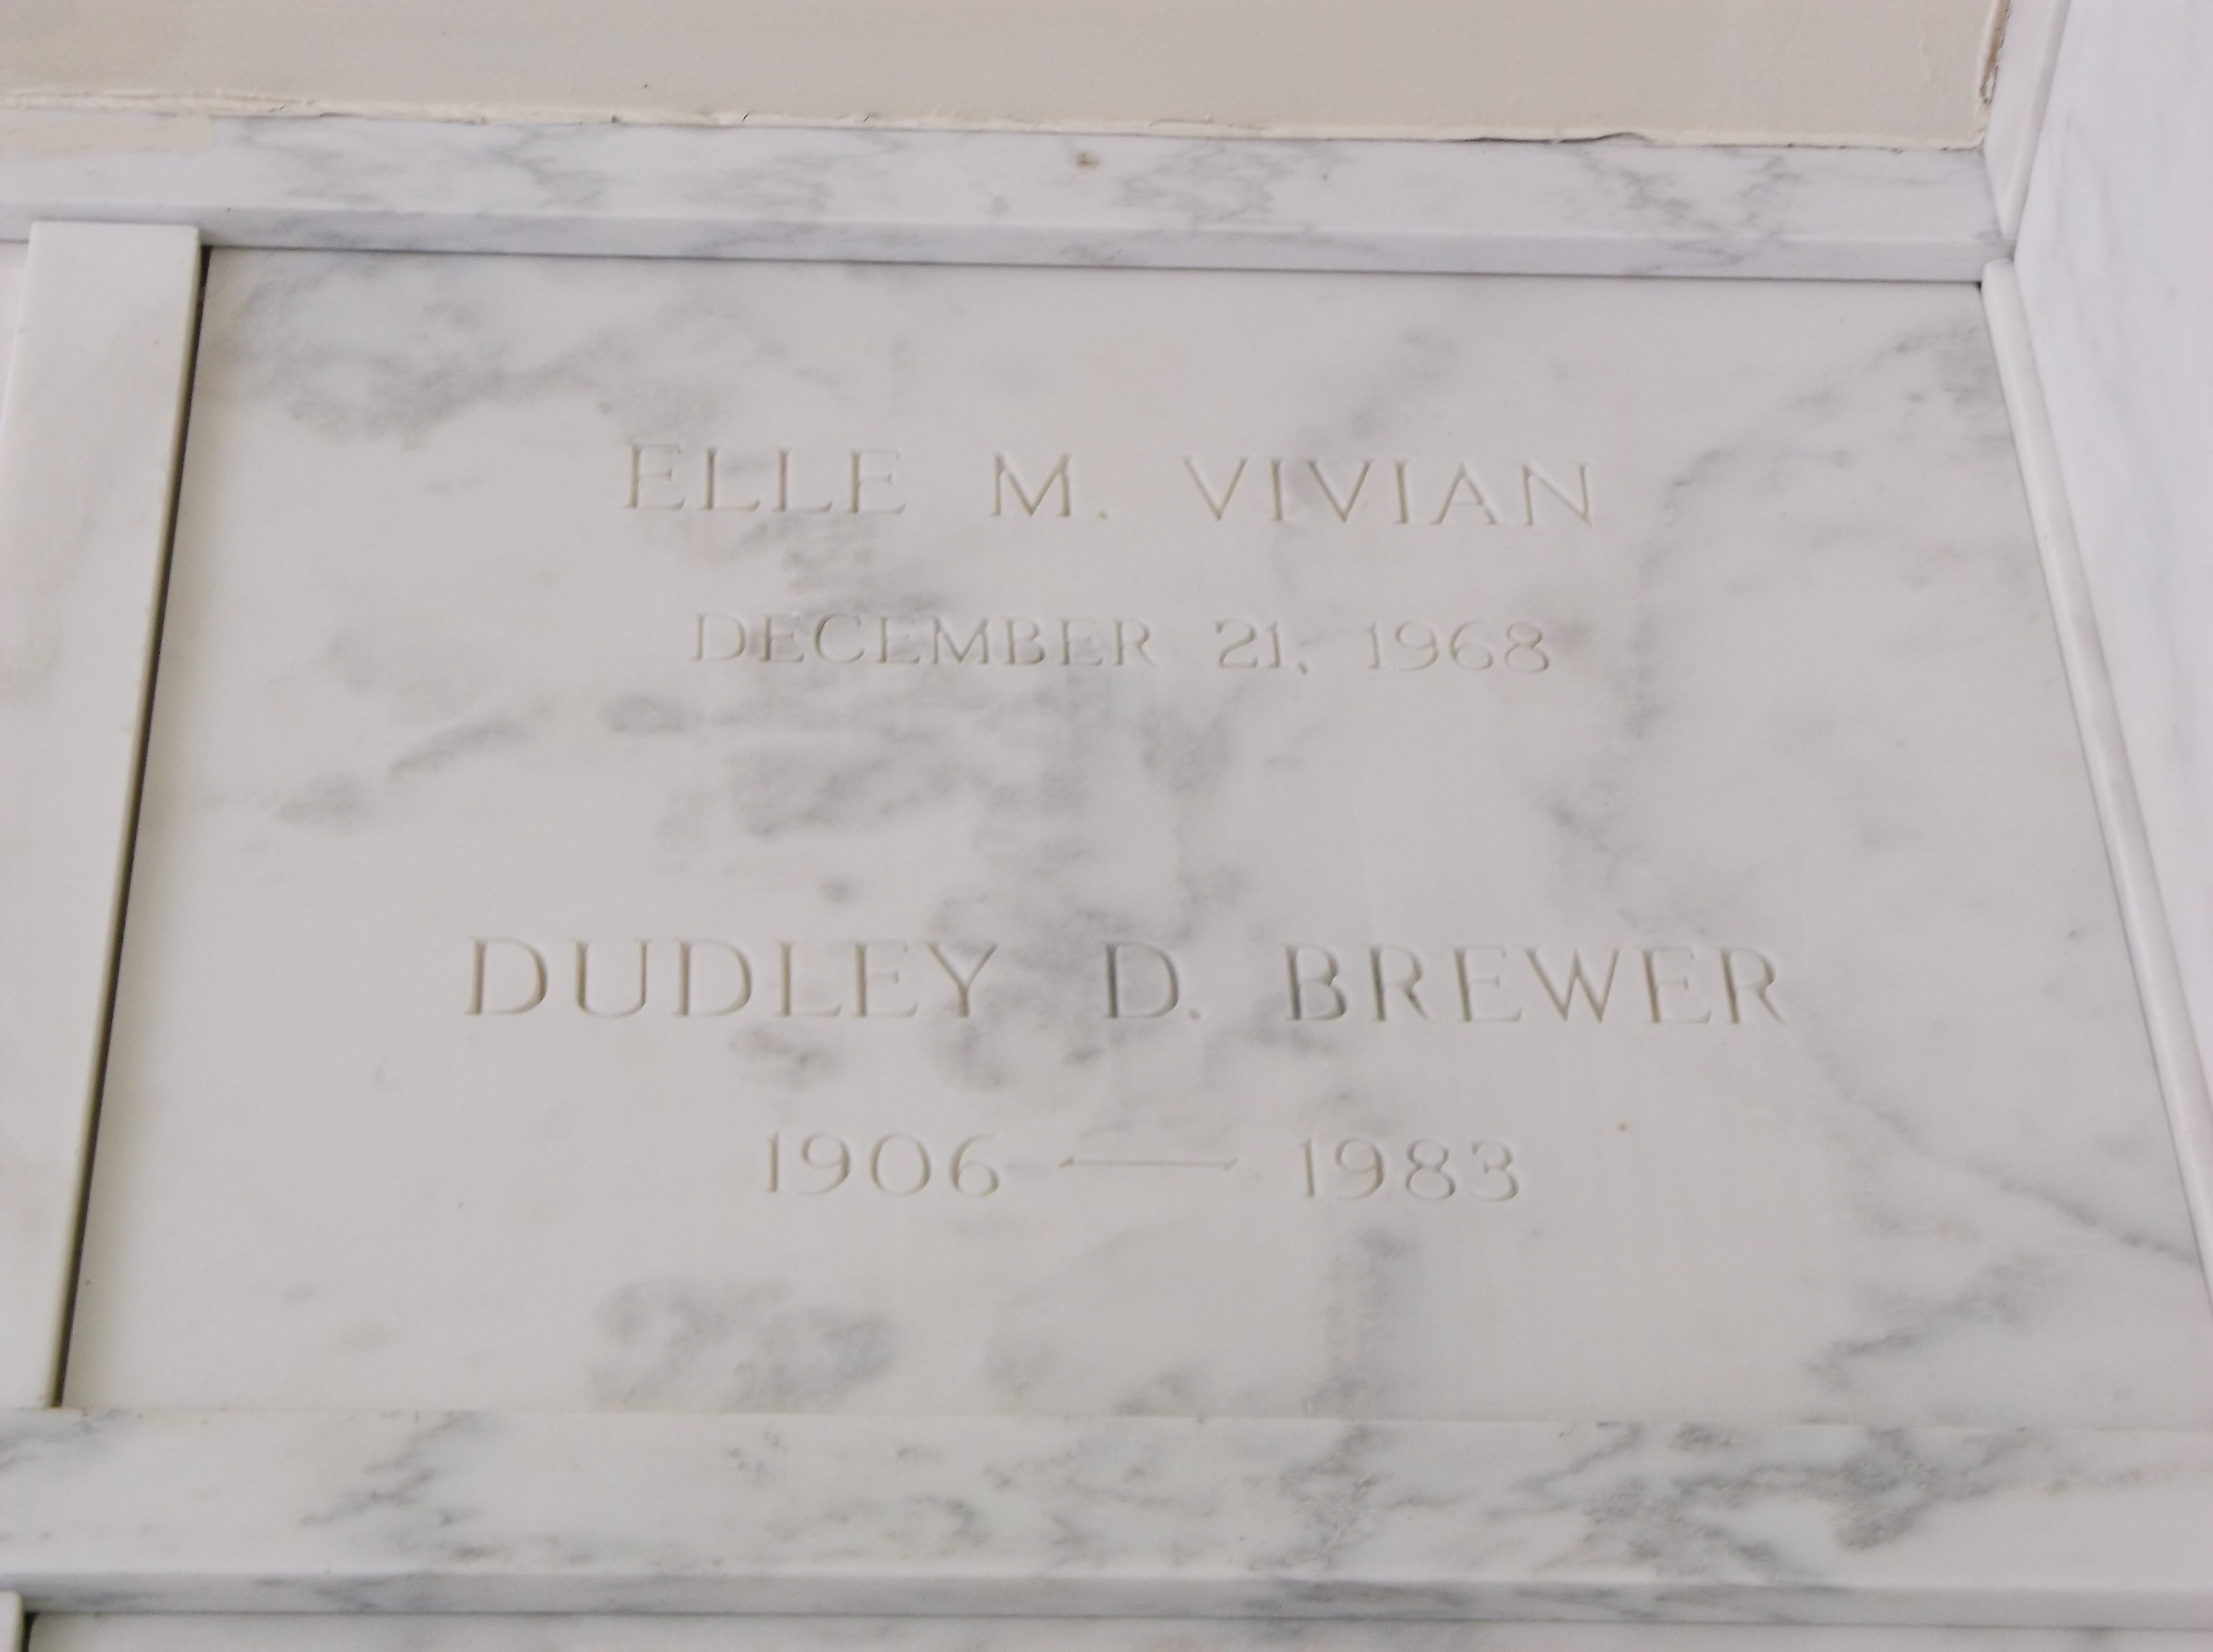 ELLE M. VIVIAN
DECEMBER 21, 1968
DUDLEY D. BREWER
1906 — 1983